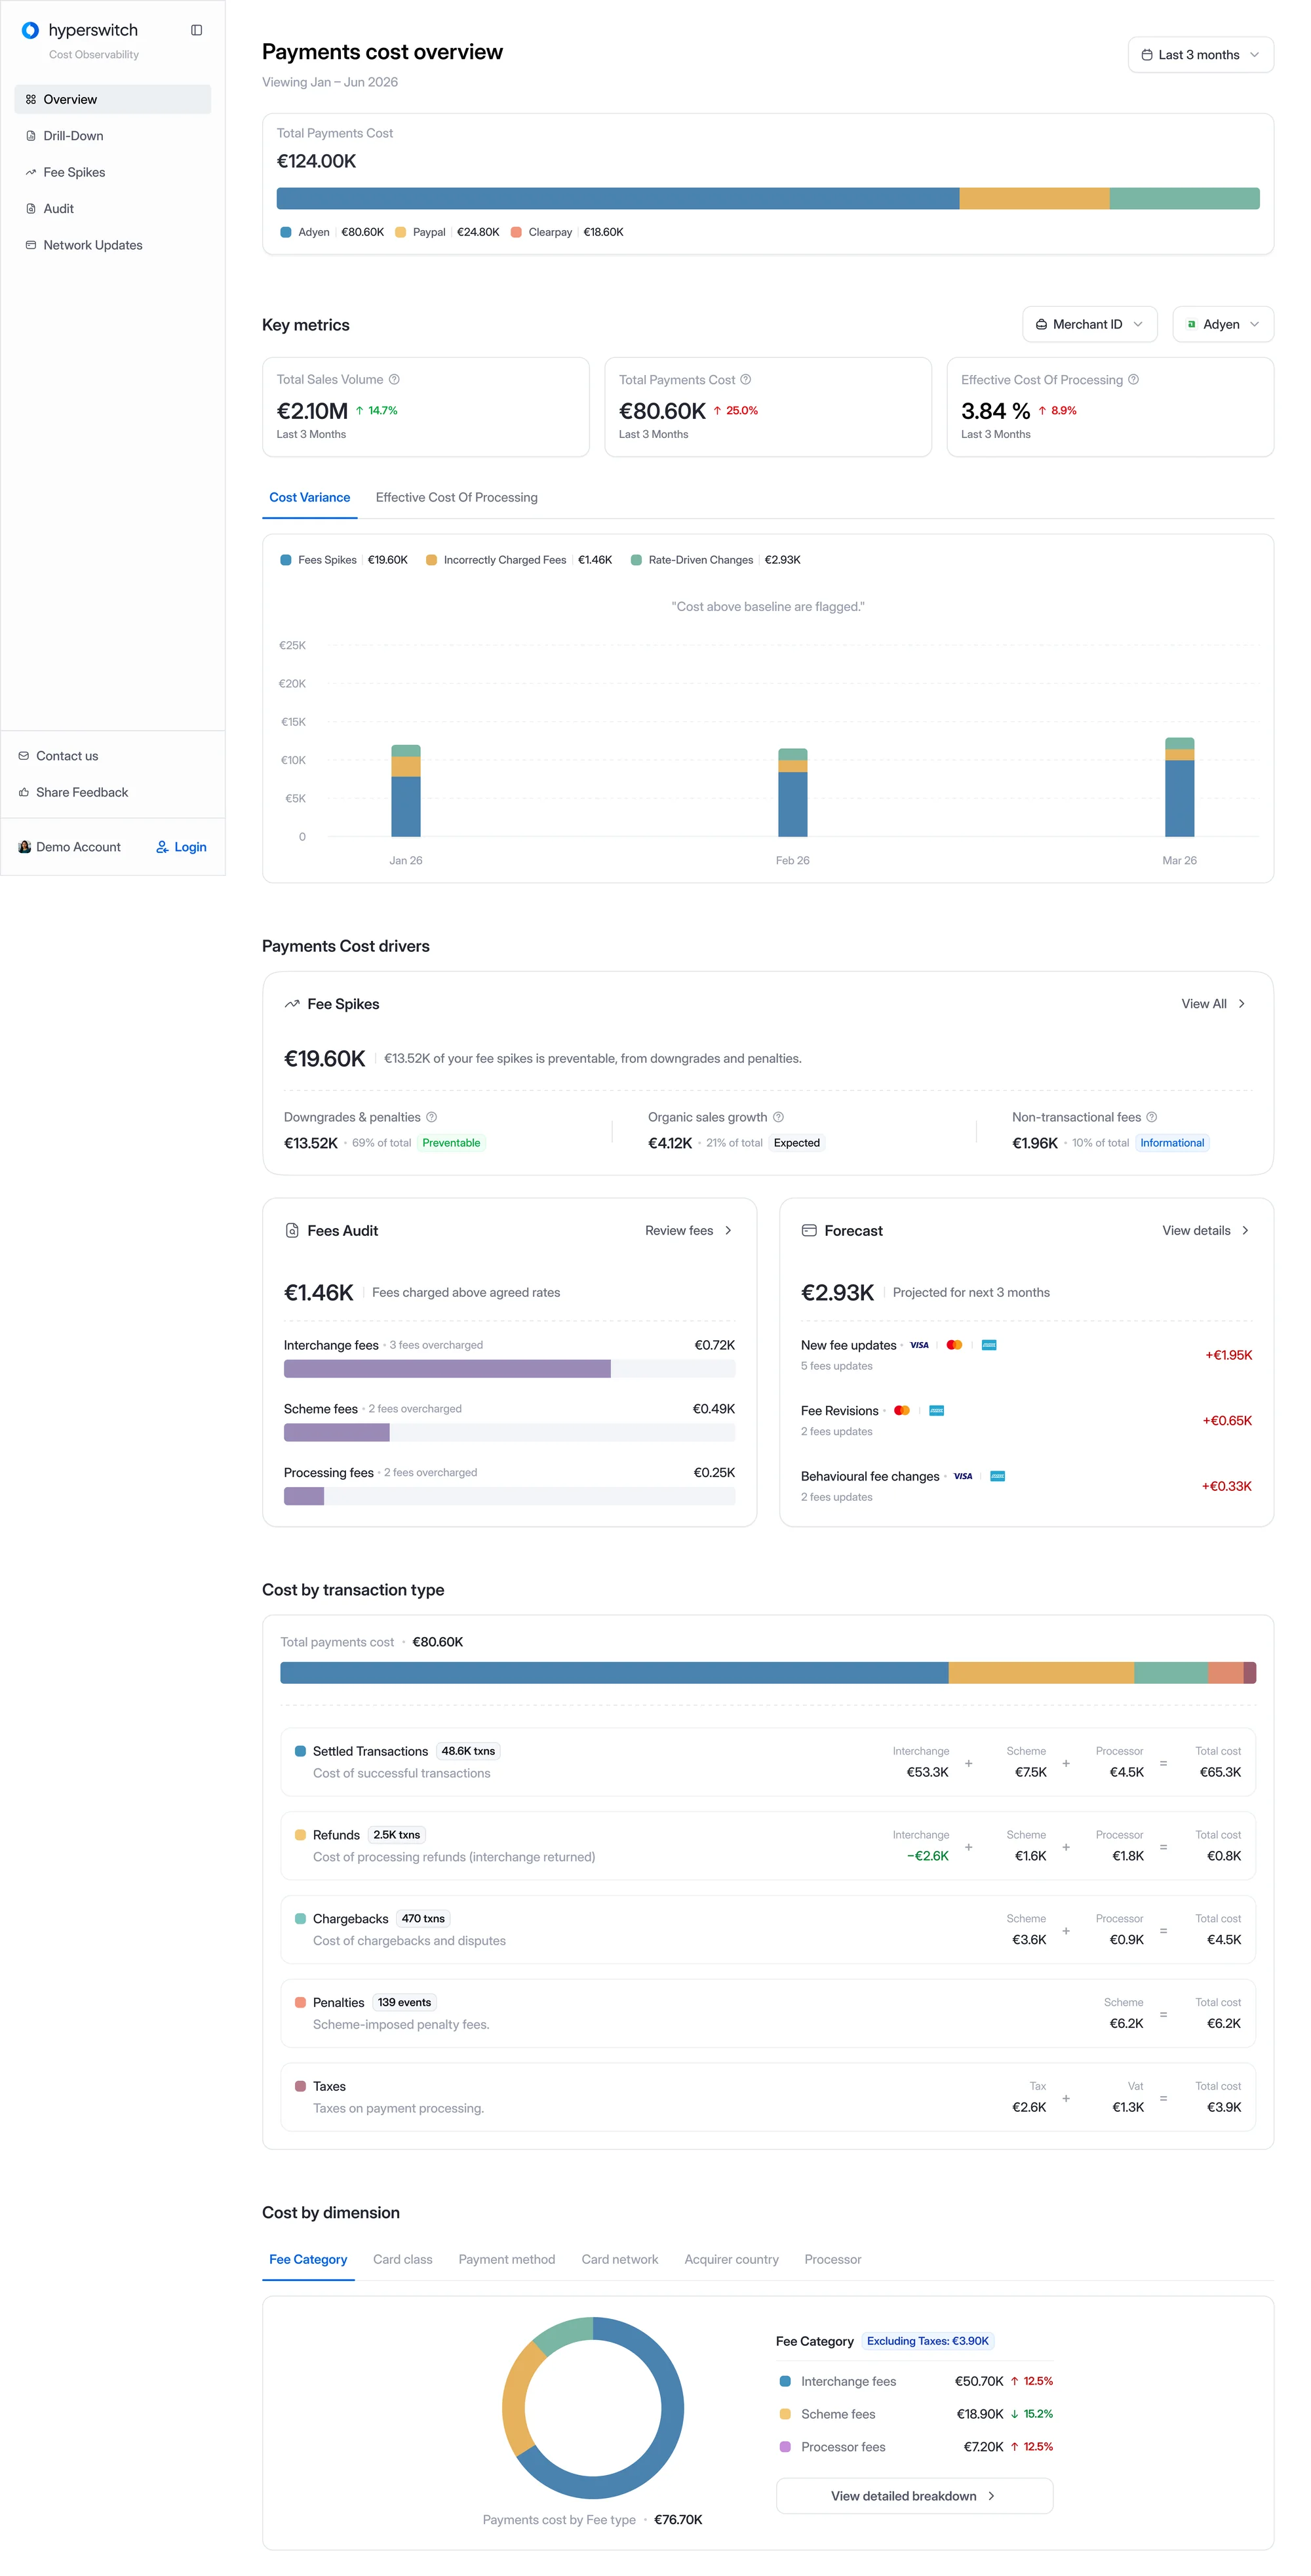 hyperswitch
Cost Observability
Overview
Drill-Down
Fee Spikes
Audit
Network Updates
Contact us
Share Feedback
Demo Account
Login
Payments cost overview
Last 3 months
Viewing Jan – Jun 2026
Total Payments Cost
€124.00K
Adyen €80.60K Paypal €24.80K Clearpay €18.60K
Key metrics
Merchant ID
Adyen
Total Sales Volume
€2.10M ↑ 14.7%
Last 3 Months
Total Payments Cost
€80.60K ↑ 25.0%
Last 3 Months
Effective Cost Of Processing
3.84 % ↑ 8.9%
Last 3 Months
Cost Variance
Effective Cost Of Processing
Fees Spikes €19.60K Incorrectly Charged Fees €1.46K Rate-Driven Changes €2.93K
"Cost above baseline are flagged."
€25K
€20K
€15K
€10K
€5K
0
Jan 26
Feb 26
Mar 26
Payments Cost drivers
Fee Spikes
View All
€19.60K €13.52K of your fee spikes is preventable, from downgrades and penalties.
Downgrades & penalties
€13.52K • 69% of total Preventable
Organic sales growth
€4.12K • 21% of total Expected
Non-transactional fees
€1.96K • 10% of total Informational
Fees Audit
Review fees
€1.46K Fees charged above agreed rates
Interchange fees • 3 fees overcharged €0.72K
Scheme fees • 2 fees overcharged €0.49K
Processing fees • 2 fees overcharged €0.25K
Forecast
View details
€2.93K Projected for next 3 months
New fee updates • VISA
5 fees updates
+€1.95K
Fee Revisions •
2 fees updates
+€0.65K
Behavioural fee changes • VISA
2 fees updates
+€0.33K
Cost by transaction type
Total payments cost • €80.60K
Settled Transactions 48.6K txns
Cost of successful transactions
Interchange Scheme Processor Total cost
€53.3K + €7.5K + €4.5K = €65.3K
Refunds 2.5K txns
Cost of processing refunds (interchange returned)
Interchange Scheme Processor Total cost
−€2.6K + €1.6K + €1.8K = €0.8K
Chargebacks 470 txns
Cost of chargebacks and disputes
Scheme Processor Total cost
€3.6K + €0.9K = €4.5K
Penalties 139 events
Scheme-imposed penalty fees.
Scheme Total cost
€6.2K = €6.2K
Taxes
Taxes on payment processing.
Tax Vat Total cost
€2.6K + €1.3K = €3.9K
Cost by dimension
Fee Category
Card class
Payment method
Card network
Acquirer country
Processor
Payments cost by Fee type • €76.70K
Fee Category Excluding Taxes: €3.90K
Interchange fees €50.70K ↑ 12.5%
Scheme fees €18.90K ↓ 15.2%
Processor fees €7.20K ↑ 12.5%
View detailed breakdown